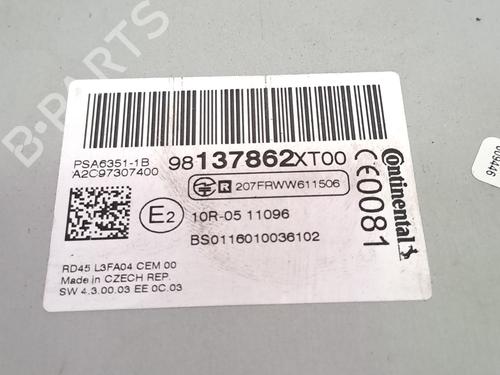 B-PARTS
PSA6351-1B
A2C97307400
98137862XT00
R 207FRWW611506
E2
10R-05 11096
BS0116010036102
RD45 L3FA04 CEM 00
Made in CZECH REP.
SW 4.3.00.03 EE 0C.03
CE0081
Continental
009446